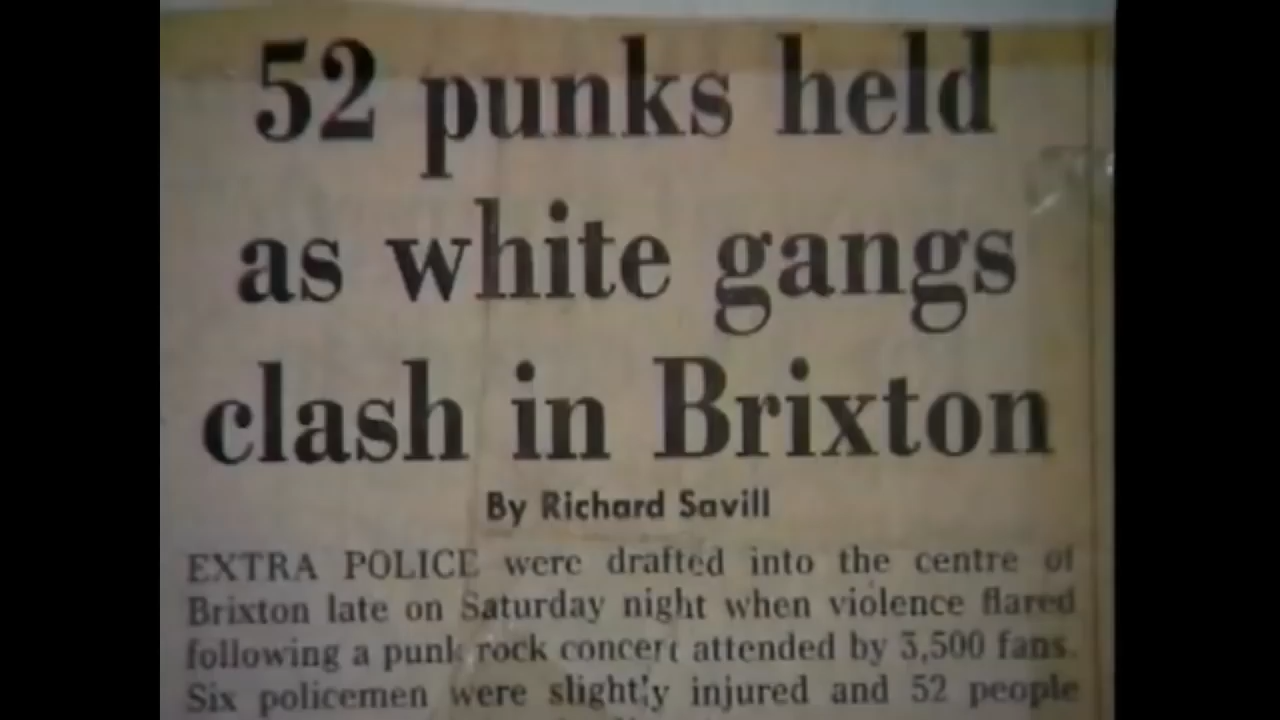 52 punks held
as white gangs
clash in Brixton
By Richard Savill
EXTRA POLICE were drafted into the centre of
Brixton late on Saturday night when violence flared
following a punk rock concert attended by 3,500 fans.
Six policemen were slightly injured and 52 people